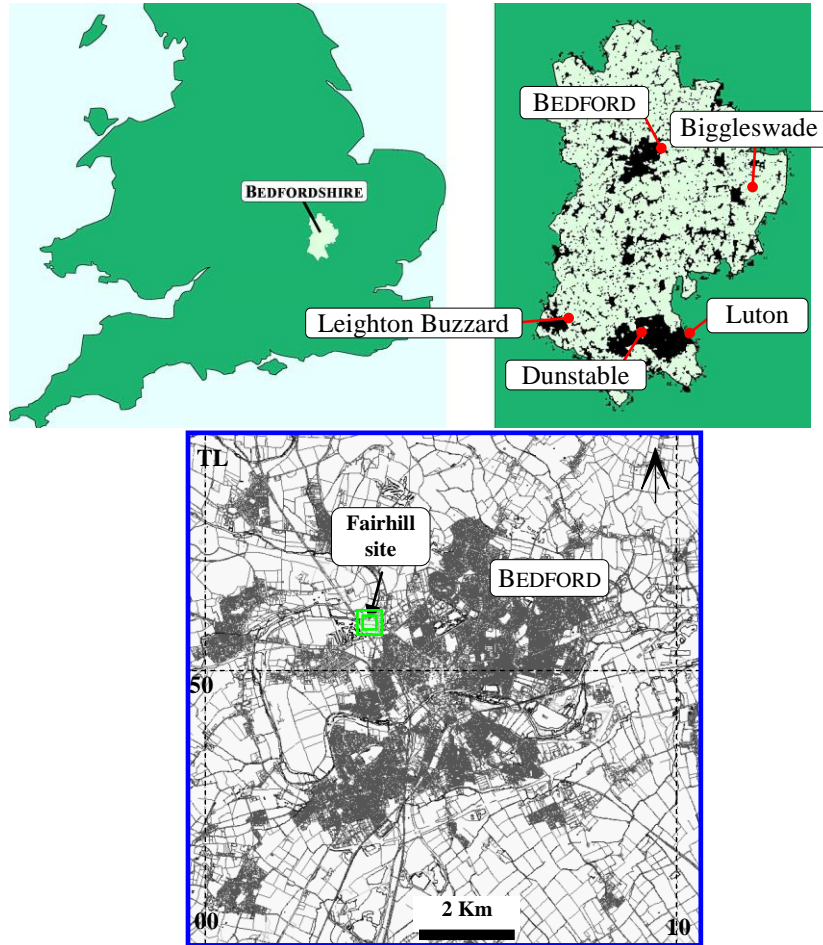 BEDFORDSHIRE
BEDFORD
Biggleswade
Leighton Buzzard
Luton
Dunstable
TL
Fairhill
site
BEDFORD
50
00
2 Km
10